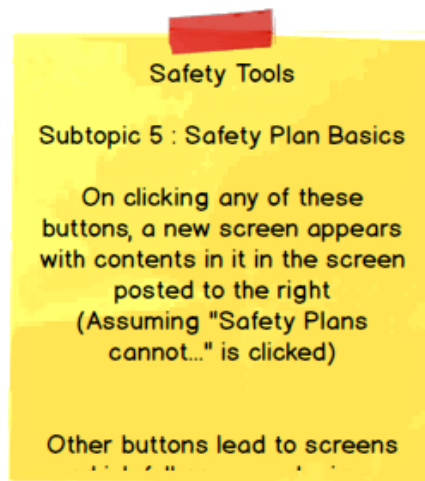 Safety Tools
Subtopic 5 : Safety Plan Basics
On clicking any of these
buttons, a new screen appears
with contents in it in the screen
posted to the right
(Assuming "Safety Plans
cannot..." is clicked)
Other buttons lead to screens